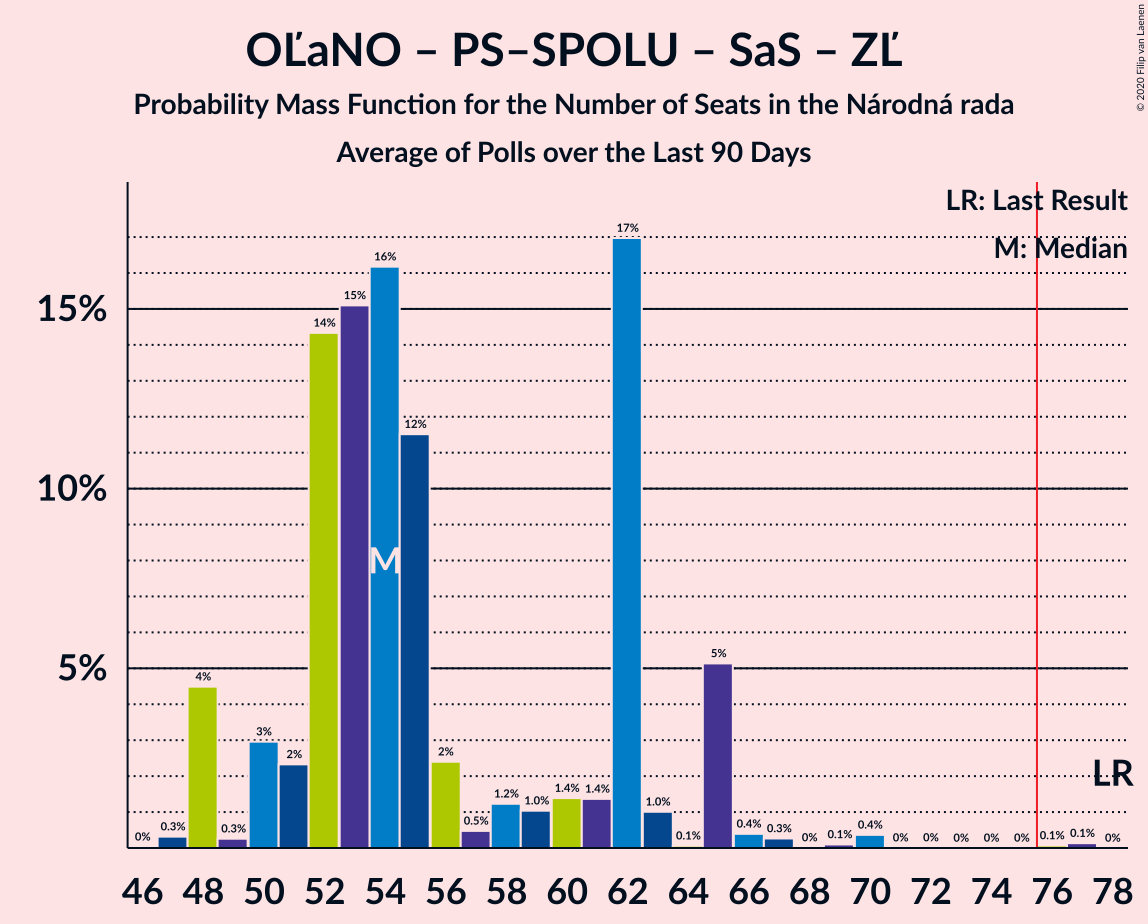 OĽaNO – PS–SPOLU – SaS – ZĽ
Probability Mass Function for the Number of Seats in the Národná rada
Average of Polls over the Last 90 Days
© 2020 Filip van Laenen
LR: Last Result
M: Median
17%
16%
15%
15%
14%
12%
10%
M
5%
5%
4%
3%
2%
2%
LR
1.4% 1.4%
1.2%
1.0% 1.0%
0.5%
0% 0.3% 0.3% 0.1% 0.4% 0.3% 0% 0.1% 0.4% 0% 0% 0% 0% 0% 0.1% 0.1% 0%
46 48 50 52 54 56 58 60 62 64 66 68 70 72 74 76 78